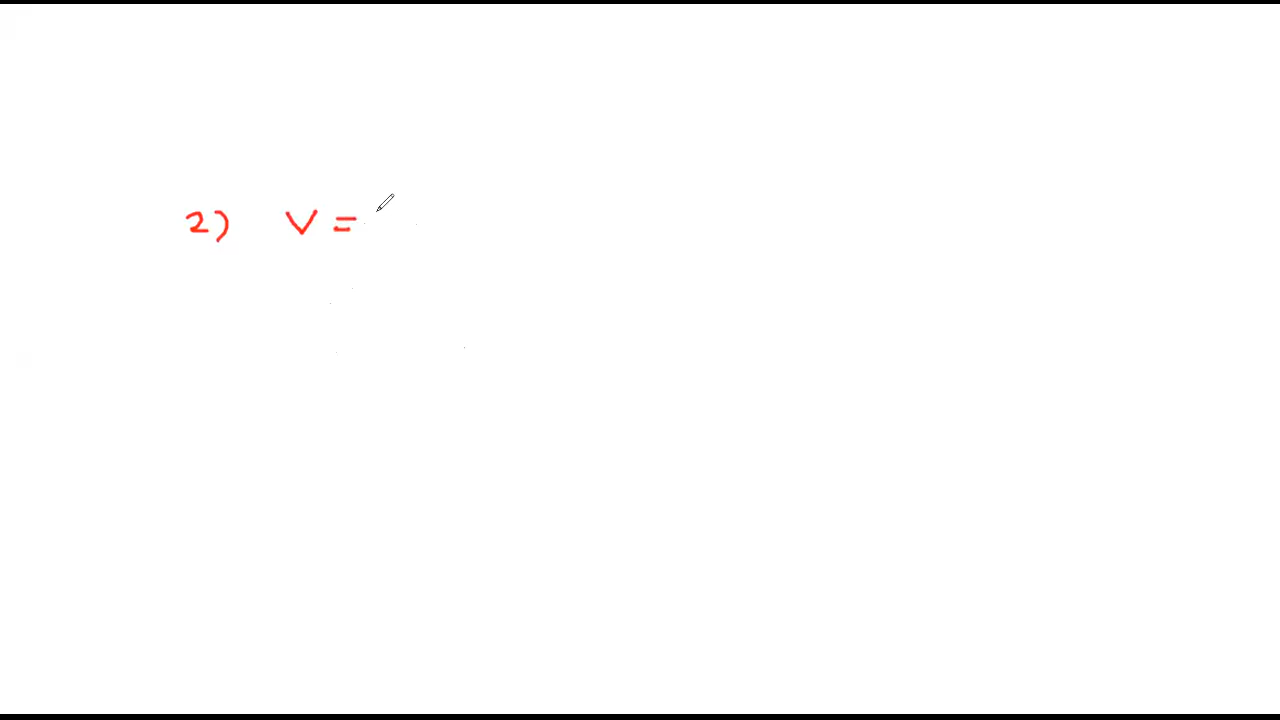 2) V =